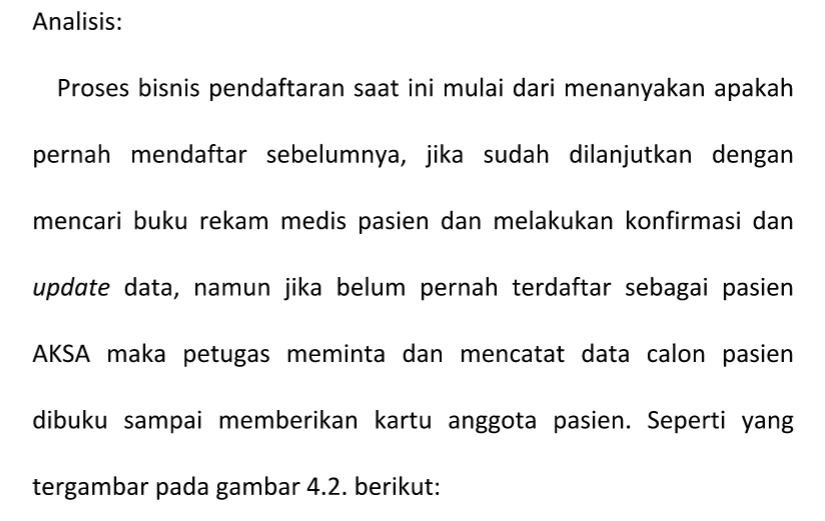 Analisis:
Proses bisnis pendaftaran saat ini mulai dari menanyakan apakah
pernah mendaftar sebelumnya, jika sudah dilanjutkan dengan
mencari buku rekam medis pasien dan melakukan konfirmasi dan
update data, namun jika belum pernah terdaftar sebagai pasien
AKSA maka petugas meminta dan mencatat data calon pasien
dibuku sampai memberikan kartu anggota pasien. Seperti yang
tergambar pada gambar 4.2. berikut: